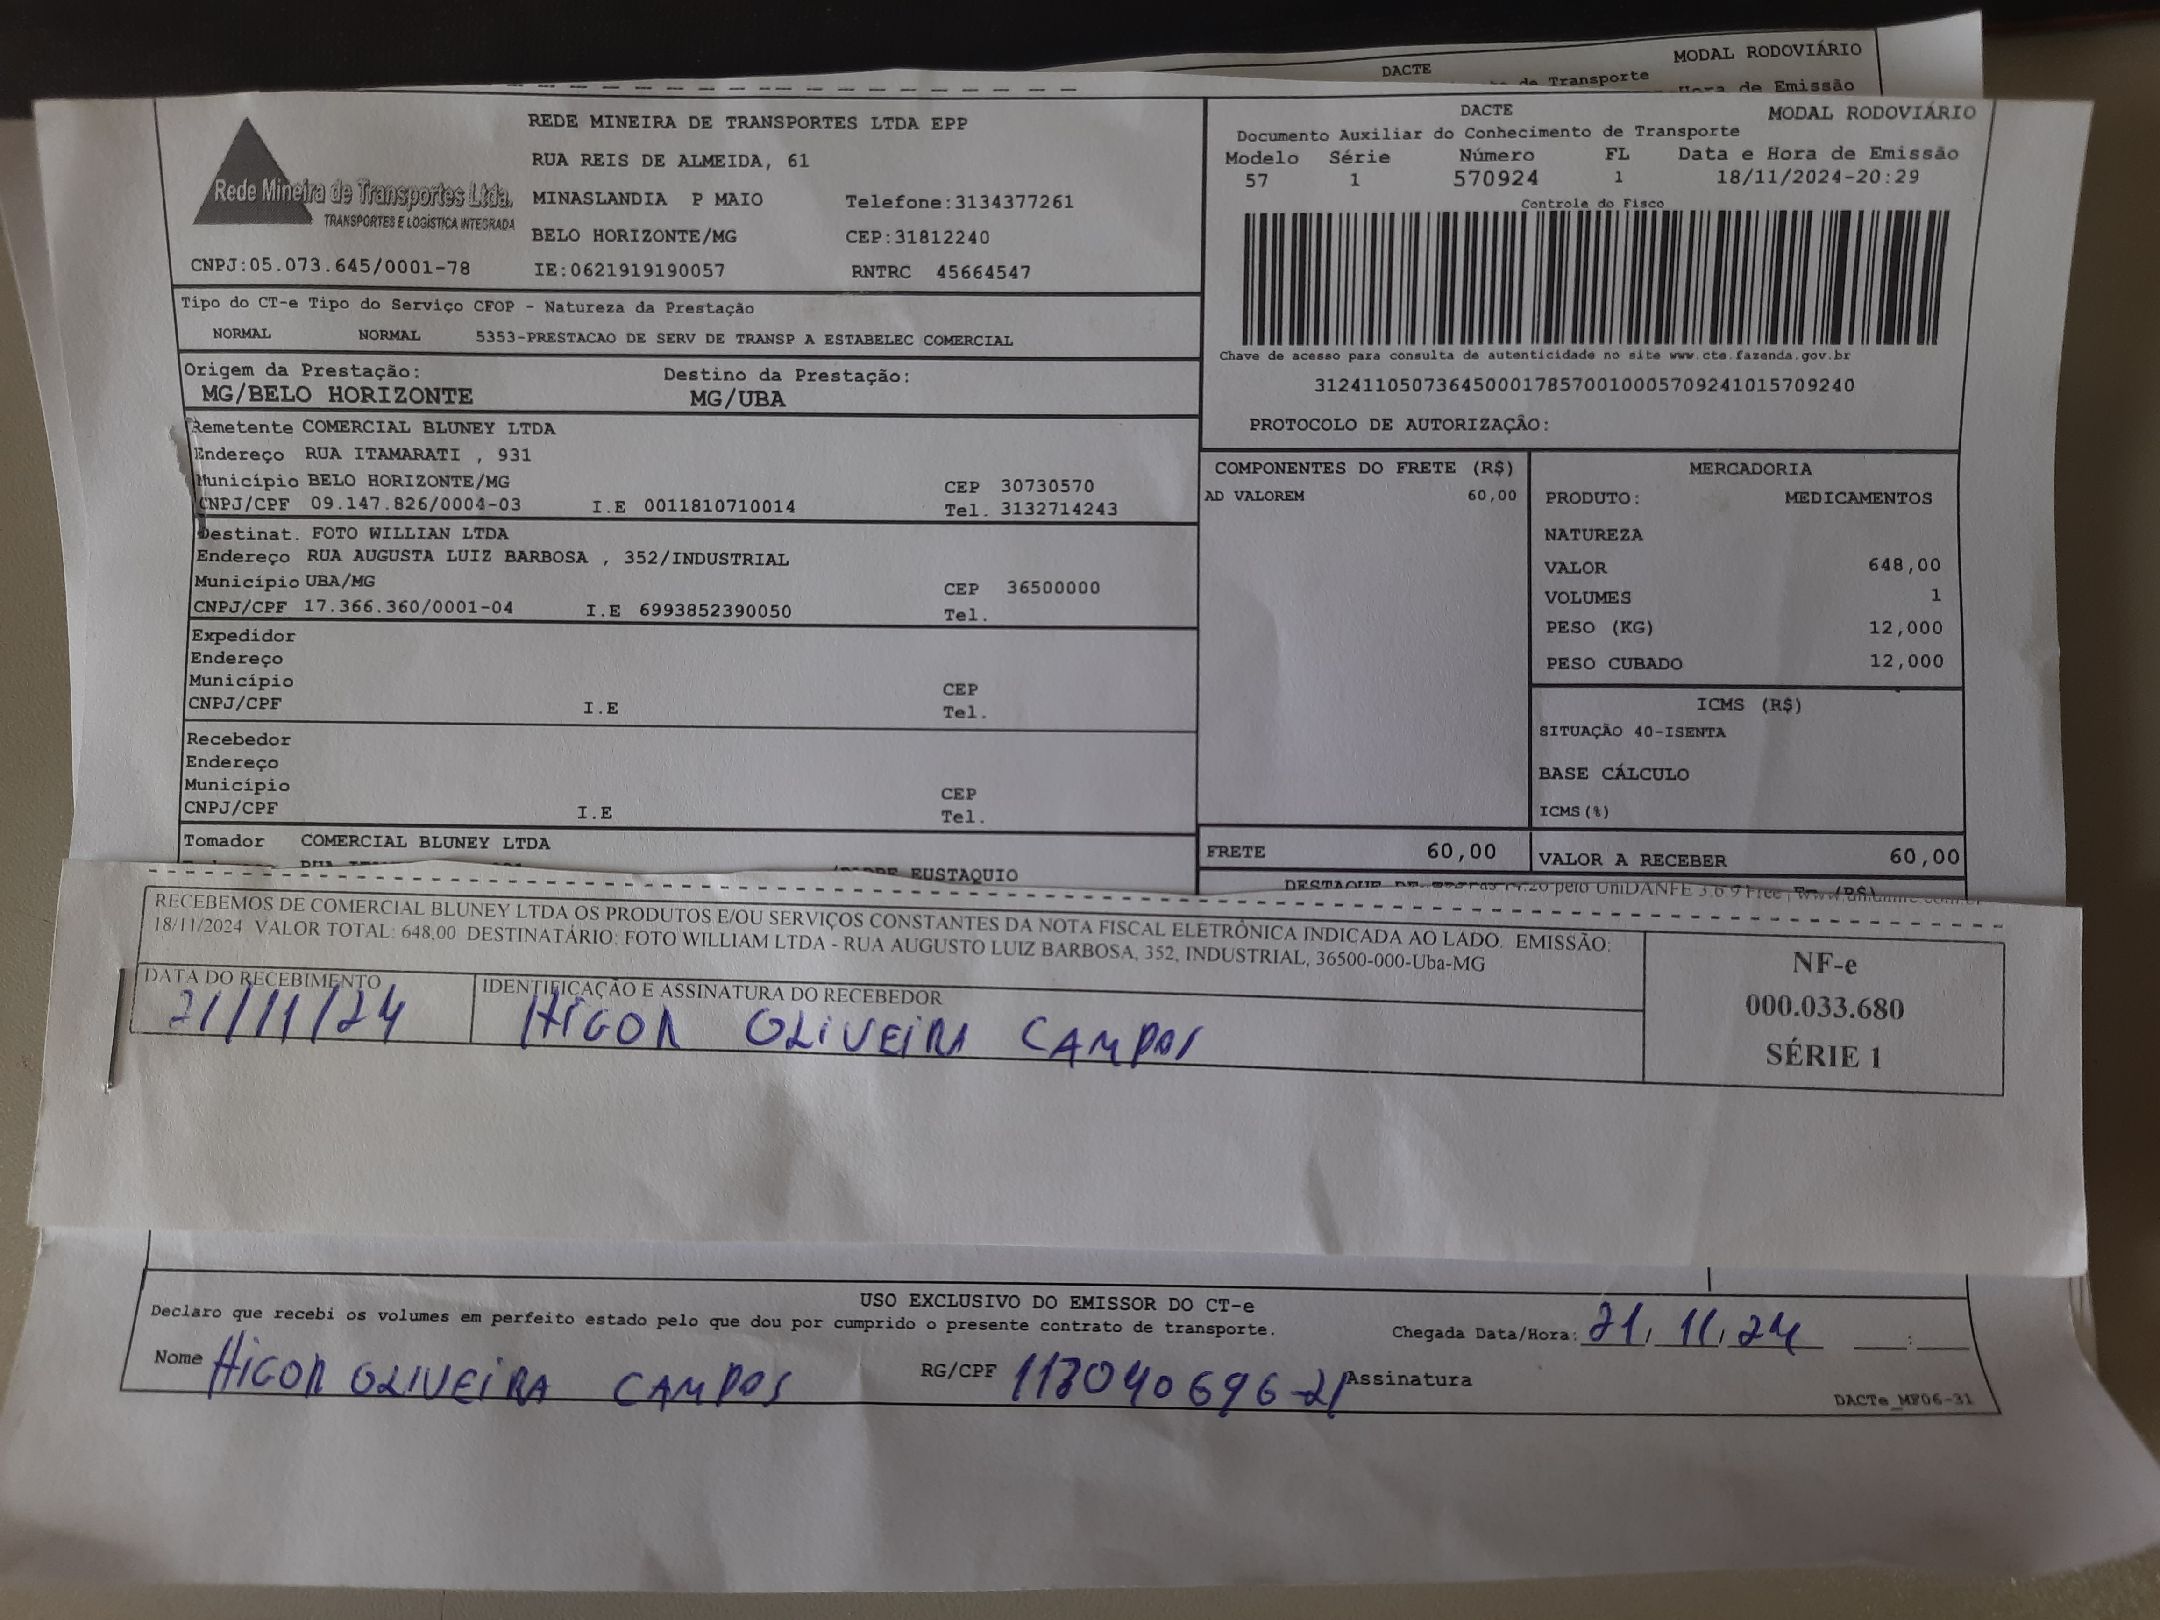 DACTE MODAL RODOVIÁRIO
de Transporte Hora de Emissão
Rede Mineira de Transportes Ltda.
TRANSPORTES E LOGÍSTICA INTEGRADA
CNPJ:05.073.645/0001-78
REDE MINEIRA DE TRANSPORTES LTDA EPP
RUA REIS DE ALMEIDA, 61
MINASLANDIA P MAIO Telefone:3134377261
BELO HORIZONTE/MG CEP:31812240
IE:0621919190057 RNTRC 45664547
DACTE MODAL RODOVIÁRIO
Documento Auxiliar do Conhecimento de Transporte
Modelo Série Número FL Data e Hora de Emissão
57 1 570924 1 18/11/2024-20:29
Controle do Fisco
Chave de acesso para consulta de autenticidade no site www.cte.fazenda.gov.br
31241105073645000178570010005709241015709240
PROTOCOLO DE AUTORIZAÇÃO:
Tipo do CT-e Tipo do Serviço CFOP - Natureza da Prestação
NORMAL NORMAL 5353-PRESTACAO DE SERV DE TRANSP A ESTABELEC COMERCIAL
Origem da Prestação: Destino da Prestação:
MG/BELO HORIZONTE MG/UBA
Remetente COMERCIAL BLUNEY LTDA
Endereço RUA ITAMARATI , 931
Município BELO HORIZONTE/MG CEP 30730570
CNPJ/CPF 09.147.826/0004-03 I.E 0011810710014 Tel. 3132714243
Destinat. FOTO WILLIAN LTDA
Endereço RUA AUGUSTA LUIZ BARBOSA , 352/INDUSTRIAL
Município UBA/MG CEP 36500000
CNPJ/CPF 17.366.360/0001-04 I.E 6993852390050 Tel.
Expedidor
Endereço
Município CEP
CNPJ/CPF I.E Tel.
Recebedor
Endereço
Município CEP
CNPJ/CPF I.E Tel.
Tomador COMERCIAL BLUNEY LTDA
EUSTAQUIO
COMPONENTES DO FRETE (R$)
AD VALOREM 60,00
FRETE 60,00
MERCADORIA
PRODUTO: MEDICAMENTOS
NATUREZA
VALOR 648,00
VOLUMES 1
PESO (KG) 12,000
PESO CUBADO 12,000
ICMS (R$)
SITUAÇÃO 40-ISENTA
BASE CÁLCULO
ICMS(%)
VALOR A RECEBER 60,00
pelo UniDANFE 3.6.9 Free
RECEBEMOS DE COMERCIAL BLUNEY LTDA OS PRODUTOS E/OU SERVIÇOS CONSTANTES DA NOTA FISCAL ELETRÔNICA INDICADA AO LADO. EMISSÃO:
18/11/2024 VALOR TOTAL: 648,00 DESTINATÁRIO: FOTO WILLIAM LTDA - RUA AUGUSTO LUIZ BARBOSA, 352, INDUSTRIAL, 36500-000-Uba-MG
DATA DO RECEBIMENTO IDENTIFICAÇÃO E ASSINATURA DO RECEBEDOR
21/11/24 HIGOR OLIVEIRA CAMPOS
NF-e
000.033.680
SÉRIE 1
USO EXCLUSIVO DO EMISSOR DO CT-e
Declaro que recebi os volumes em perfeito estado pelo que dou por cumprido o presente contrato de transporte.
Chegada Data/Hora: 21/11/24 :
Nome HIGOR OLIVEIRA CAMPOS RG/CPF 118040696-21 Assinatura
DACTe_MF06-31